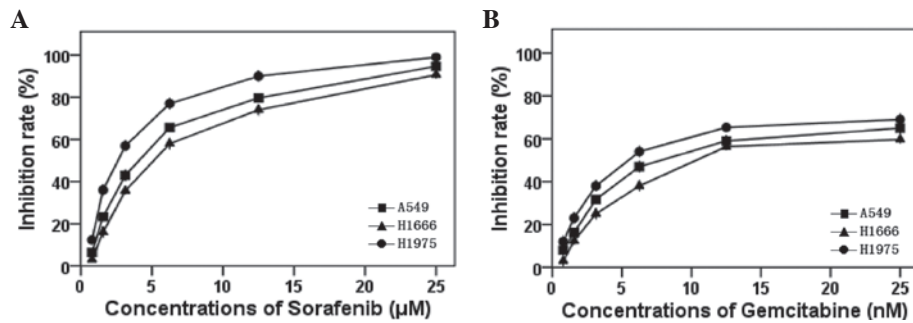 A
Inhibition rate (%)
100
80
60
40
20
0
A549
H1666
H1975
0 5 10 15 20 25
Concentrations of Sorafenib (µM)
B
Inhibition rate (%)
100
80
60
40
20
0
A549
H1666
H1975
0 5 10 15 20 25
Concentrations of Gemcitabine (nM)